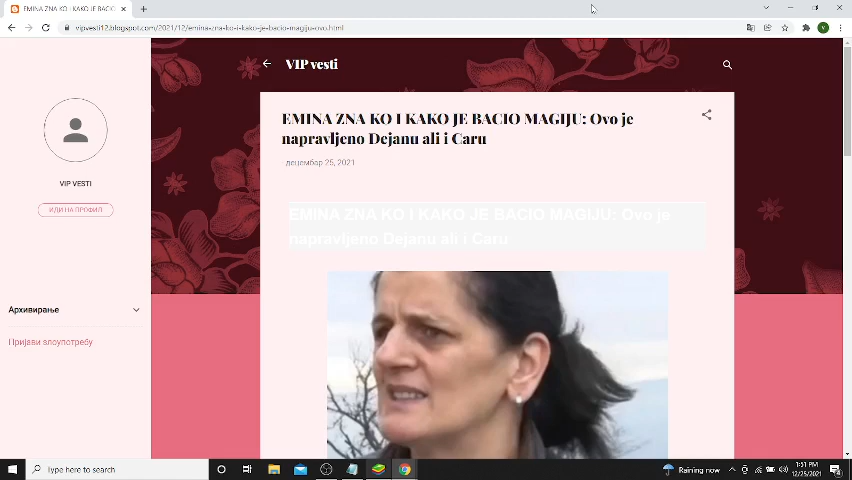 EMINA ZNA KO I KAKO JE BACIO
vipvesti12.blogspot.com/2021/12/emina-zna-ko-i-kako-je-bacio-magiju-ovo.html
V
VIP vesti
EMINA ZNA KO I KAKO JE BACIO MAGIJU: Ovo je
napravljeno Dejanu ali i Caru
- децембар 25, 2021
VIP VESTI
ИДИ НА ПРОФИЛ
EMINA ZNA KO I KAKO JE BACIO MAGIJU: Ovo je
napravljeno Dejanu ali i Caru
Архивирање
Пријави злоупотребу
Type here to search
Raining now
1:51 PM
12/25/2021